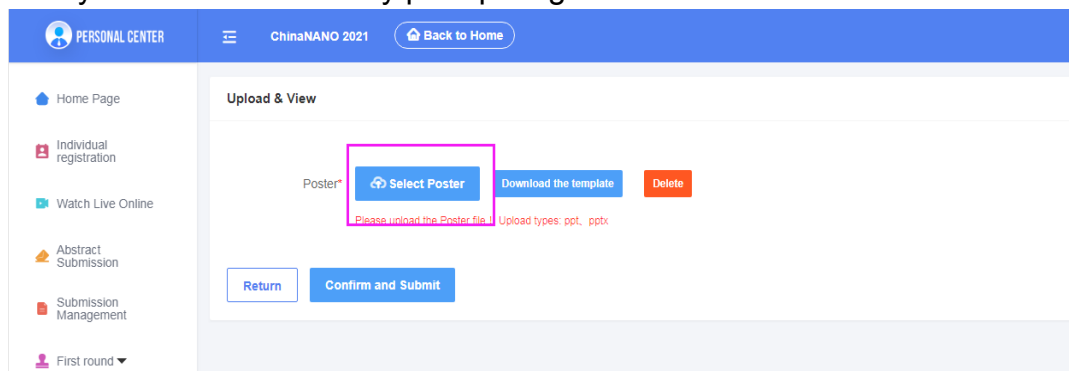 PERSONAL CENTER
ChinaNANO 2021
Back to Home
Home Page
Individual
registration
Watch Live Online
Abstract
Submission
Submission
Management
First round
Upload & View
Poster*
Select Poster
Download the template
Delete
Please upload the Poster file ! Upload types: ppt、pptx
Return
Confirm and Submit